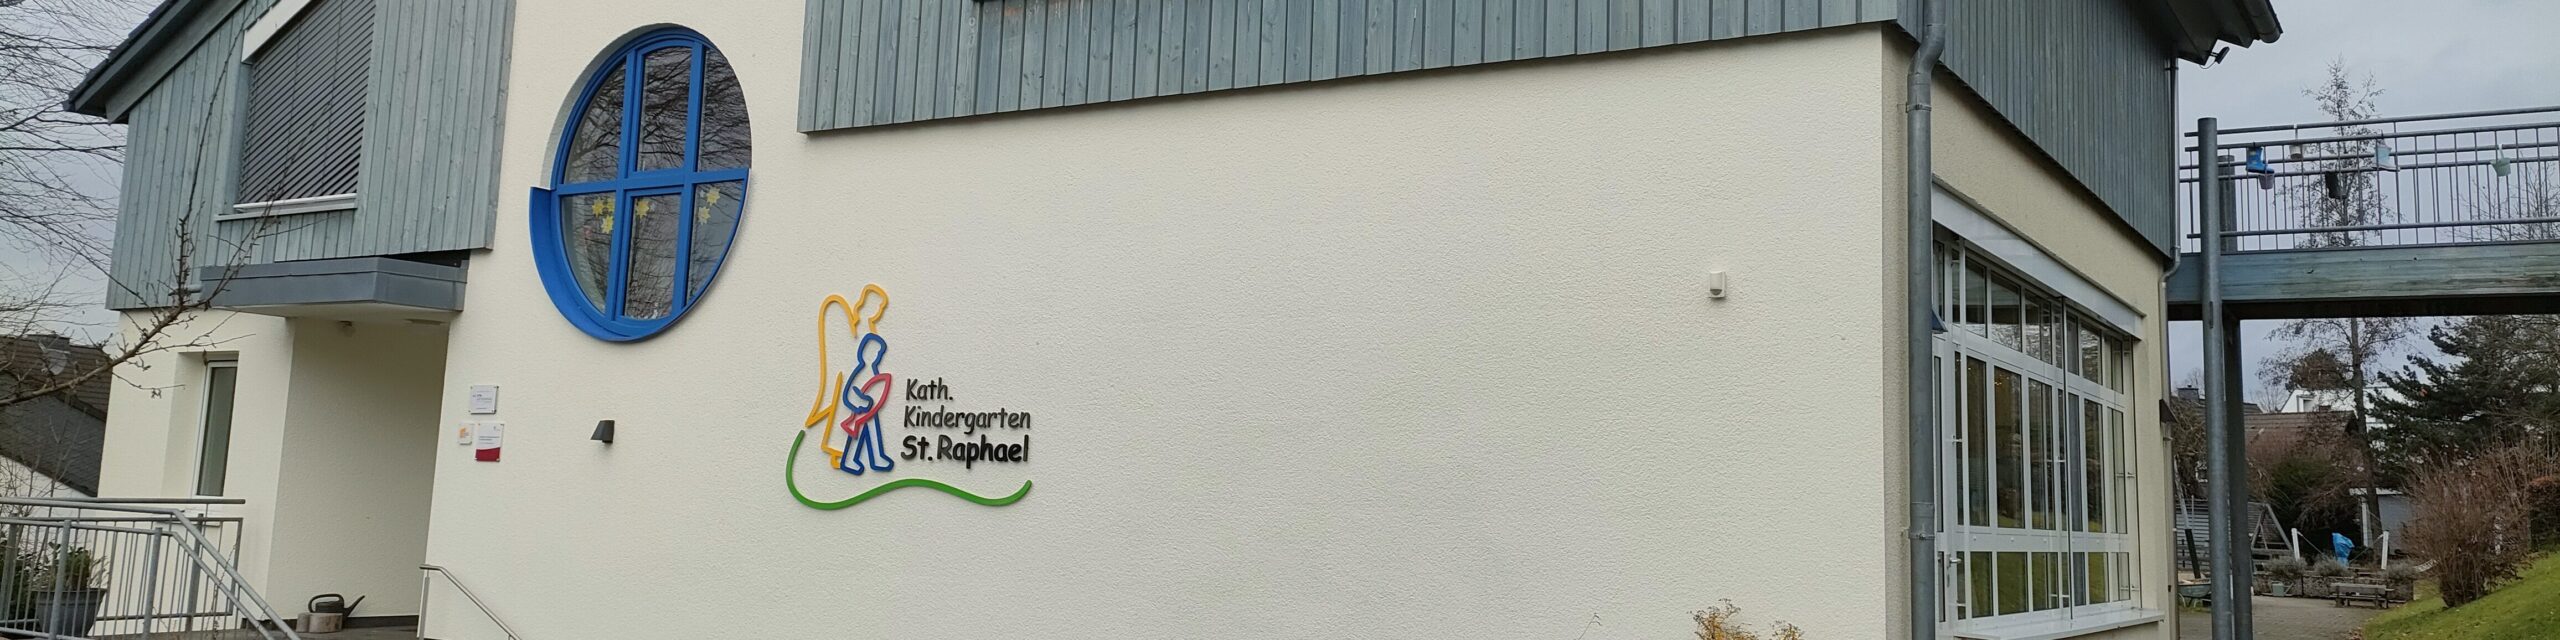 Kath.
Kindergarten
St. Raphael